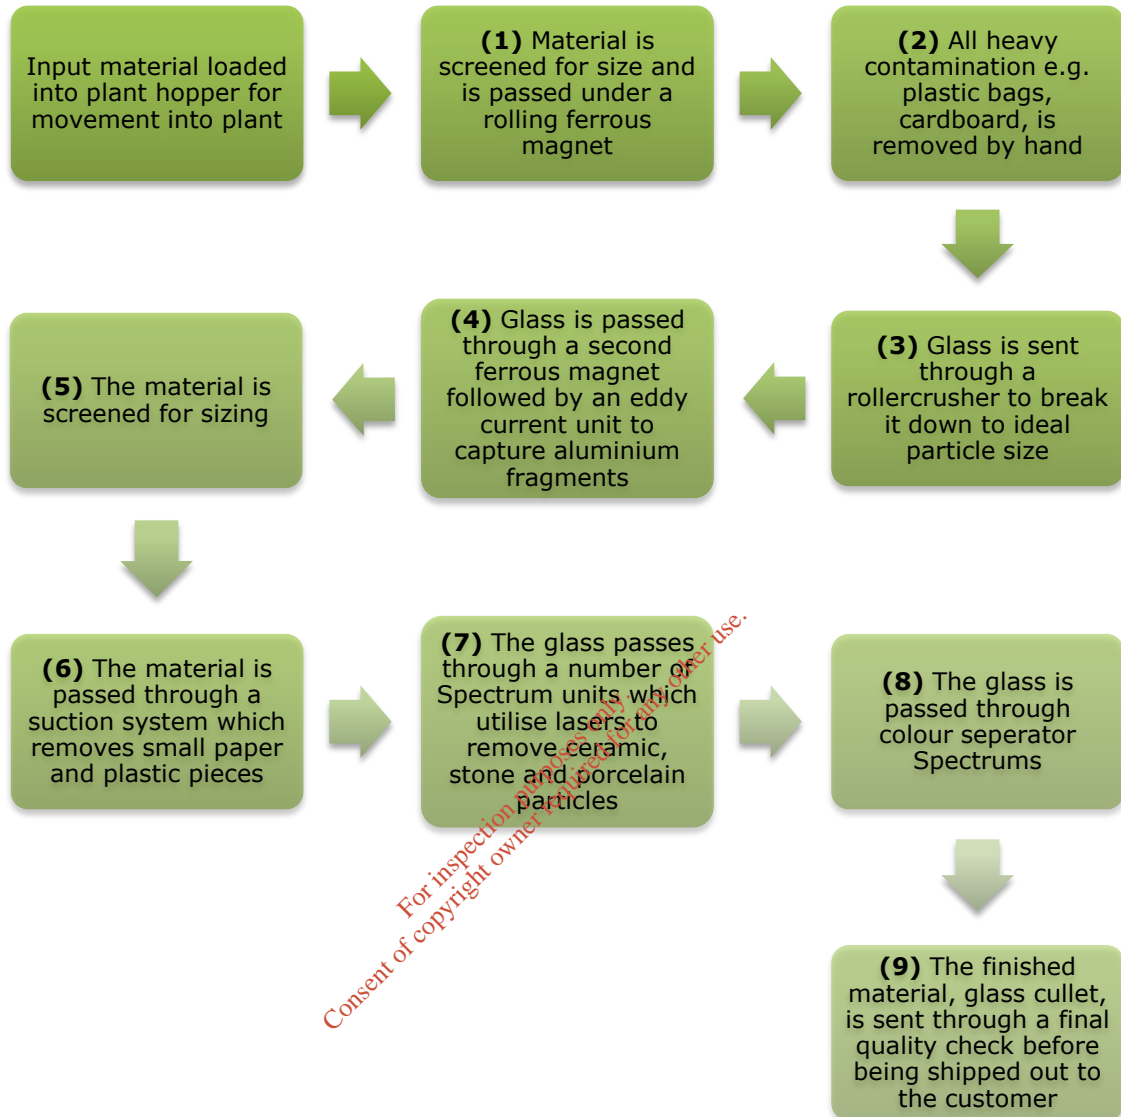 Input material loaded
into plant hopper for
movement into plant
(1) Material is
screened for size and
is passed under a
rolling ferrous
magnet
(2) All heavy
contamination e.g.
plastic bags,
cardboard, is
removed by hand
(3) Glass is sent
through a
rollercrusher to break
it down to ideal
particle size
(4) Glass is passed
through a second
ferrous magnet
followed by an eddy
current unit to
capture aluminium
fragments
(5) The material is
screened for sizing
(6) The material is
passed through a
suction system which
removes small paper
and plastic pieces
(7) The glass passes
through a number of
Spectrum units which
utilise lasers to
remove ceramic,
stone and porcelain
particles
(8) The glass is
passed through
colour seperator
Spectrums
(9) The finished
material, glass cullet,
is sent through a final
quality check before
being shipped out to
the customer
For inspection purposes only.
Consent of copyright owner required for any other use.